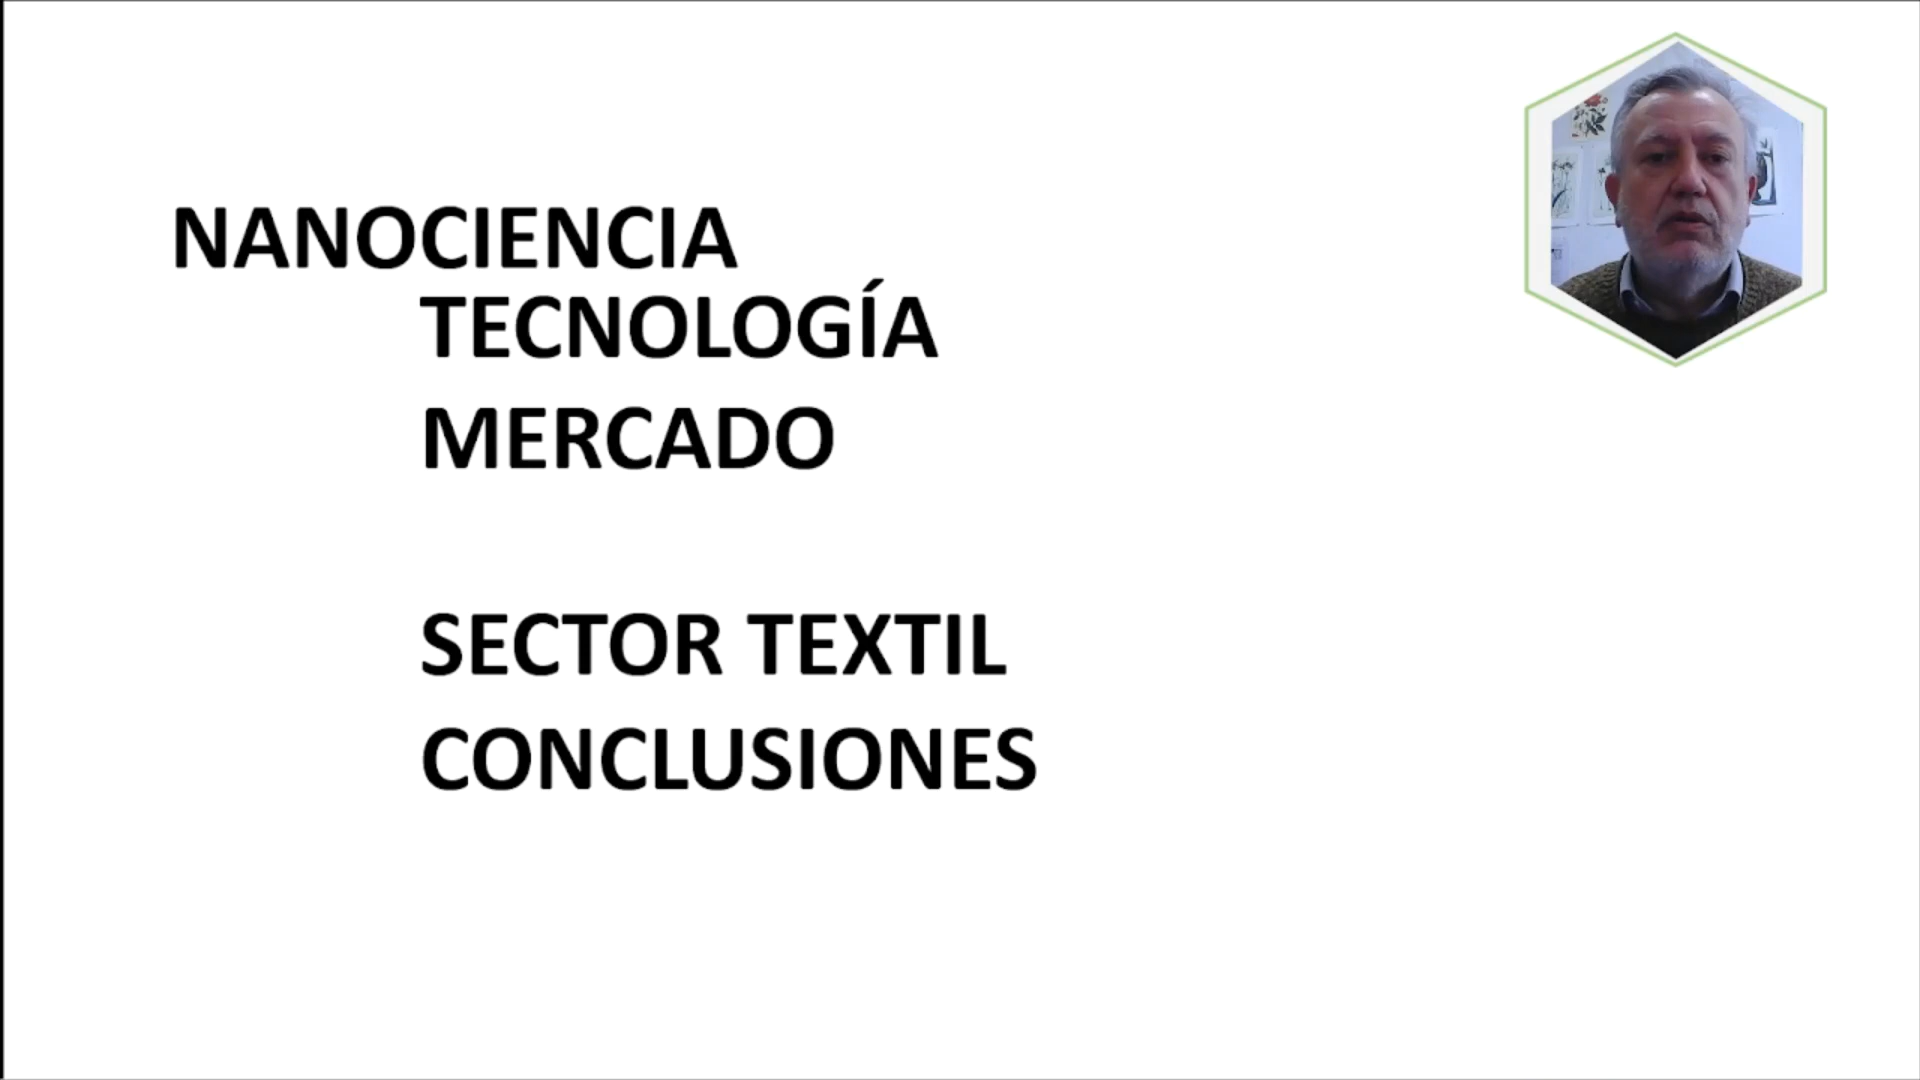 NANOCIENCIA
TECNOLOGÍA
MERCADO
SECTOR TEXTIL
CONCLUSIONES